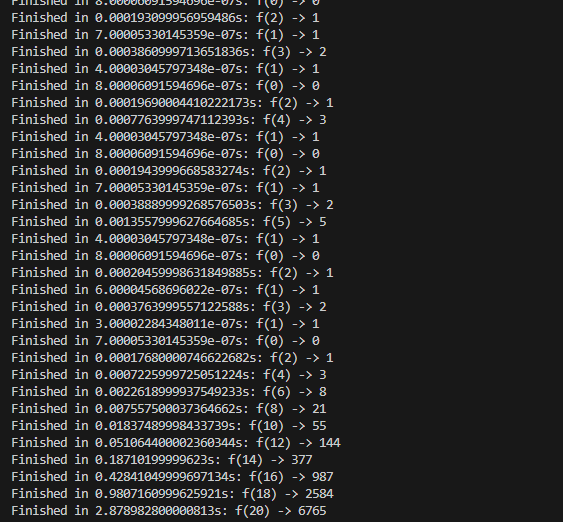 Finished in 8.00006091594696e-07s: f(0) -> 0
Finished in 0.000193099956959486s: f(2) -> 1
Finished in 7.00005330145359e-07s: f(1) -> 1
Finished in 0.0003860999713651836s: f(3) -> 2
Finished in 4.00003045797348e-07s: f(1) -> 1
Finished in 8.00006091594696e-07s: f(0) -> 0
Finished in 0.00019690004410222173s: f(2) -> 1
Finished in 0.0007763999747112393s: f(4) -> 3
Finished in 4.00003045797348e-07s: f(1) -> 1
Finished in 8.00006091594696e-07s: f(0) -> 0
Finished in 0.0001943999668583274s: f(2) -> 1
Finished in 7.00005330145359e-07s: f(1) -> 1
Finished in 0.00038889999268576503s: f(3) -> 2
Finished in 0.0013557999627664685s: f(5) -> 5
Finished in 4.00003045797348e-07s: f(1) -> 1
Finished in 8.00006091594696e-07s: f(0) -> 0
Finished in 0.00020459998631849885s: f(2) -> 1
Finished in 6.00004568696022e-07s: f(1) -> 1
Finished in 0.0003763999557122588s: f(3) -> 2
Finished in 3.00002284348011e-07s: f(1) -> 1
Finished in 7.00005330145359e-07s: f(0) -> 0
Finished in 0.00017680000746622682s: f(2) -> 1
Finished in 0.0007225999725051224s: f(4) -> 3
Finished in 0.0022618999937549233s: f(6) -> 8
Finished in 0.007557500037364662s: f(8) -> 21
Finished in 0.01837489998433739s: f(10) -> 55
Finished in 0.051064400002360344s: f(12) -> 144
Finished in 0.18710199999623s: f(14) -> 377
Finished in 0.42841049999697134s: f(16) -> 987
Finished in 0.9807160999625921s: f(18) -> 2584
Finished in 2.878982800000813s: f(20) -> 6765